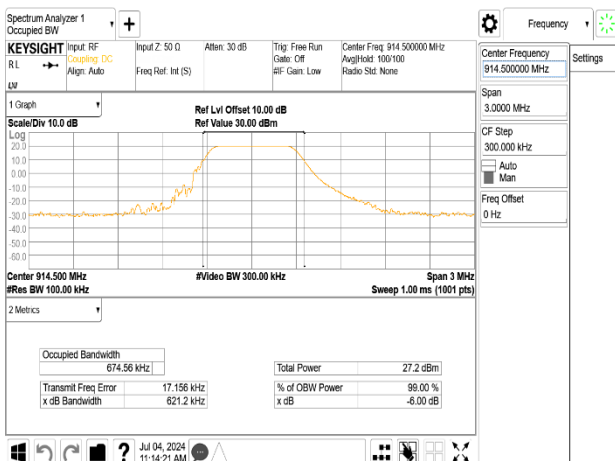 Spectrum Analyzer 1
Occupied BW
Frequency
KEYSIGHT
Input: RF
Input Z: 50 Ω
Atten: 30 dB
Trig: Free Run
Center Freq: 914.500000 MHz
Coupling: DC
Gate: Off
Avg|Hold: 100/100
R L
Align: Auto
Freq Ref: Int (S)
#IF Gain: Low
Radio Std: None
Center Frequency
914.500000 MHz
Settings
Span
3.0000 MHz
CF Step
300.000 kHz
Auto
Man
Freq Offset
0 Hz
1 Graph
Ref Lvl Offset 10.00 dB
Scale/Div 10.0 dB
Ref Value 30.00 dBm
Log
20.0
10.0
0.00
-10.0
-20.0
-30.0
-40.0
-50.0
-60.0
Center 914.500 MHz
#Video BW 300.00 kHz
Span 3 MHz
#Res BW 100.00 kHz
Sweep 1.00 ms (1001 pts)
2 Metrics
Occupied Bandwidth
674.56 kHz
Total Power
27.2 dBm
Transmit Freq Error
17.156 kHz
% of OBW Power
99.00 %
x dB Bandwidth
621.2 kHz
x dB
-6.00 dB
?
Jul 04, 2024
11:14:21 AM